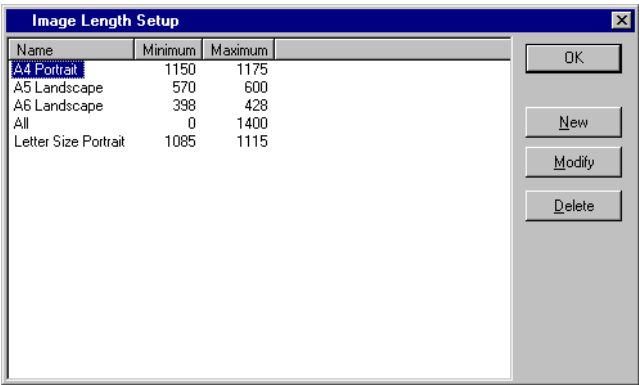 Image Length Setup
Name Minimum Maximum
A4 Portrait 1150 1175
A5 Landscape 570 600
A6 Landscape 398 428
All 0 1400
Letter Size Portrait 1085 1115
OK
New
Modify
Delete